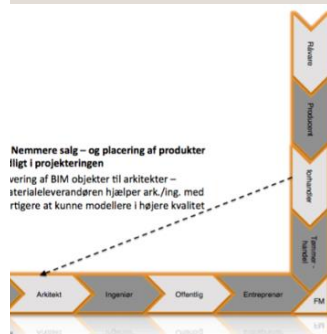 Råvare
Producent
forhandler
Tømmer -
handel
Nemmere salg – og placering af produkter
dligt i projekteringen
vering af BIM objekter til arkitekter –
aterialeleverandøren hjælper ark./ing. med
rtigere at kunne modellere i højere kvalitet
Arkitekt
Ingeniør
Offentlig
Entreprenør
FM